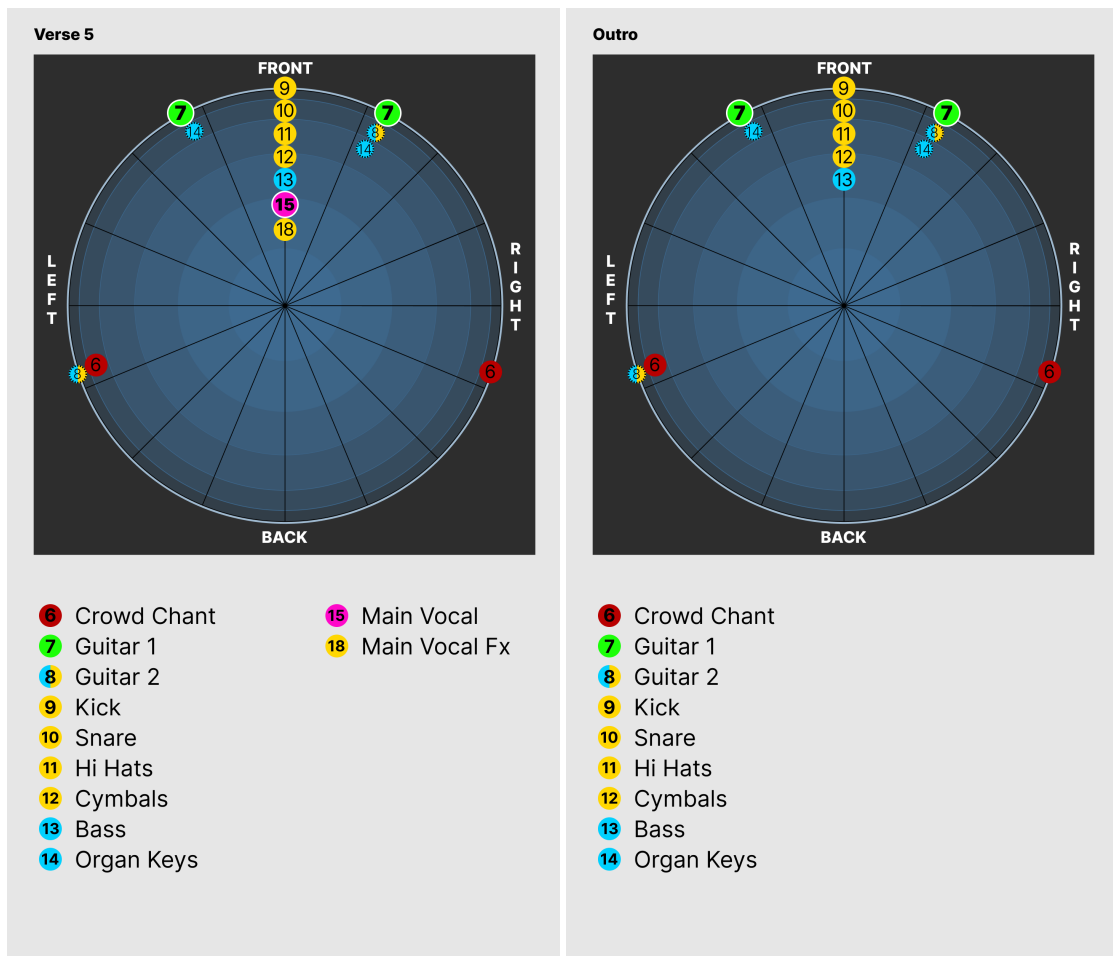 Verse 5
FRONT
9
7
7
10
14
11
8
12
14
13
15
18
LEFT
RIGHT
6
8
6
BACK
6 Crowd Chant
7 Guitar 1
8 Guitar 2
9 Kick
10 Snare
11 Hi Hats
12 Cymbals
13 Bass
14 Organ Keys
15 Main Vocal
18 Main Vocal Fx
Outro
FRONT
9
7
7
10
14
11
8
12
14
13
LEFT
RIGHT
6
8
6
BACK
6 Crowd Chant
7 Guitar 1
8 Guitar 2
9 Kick
10 Snare
11 Hi Hats
12 Cymbals
13 Bass
14 Organ Keys